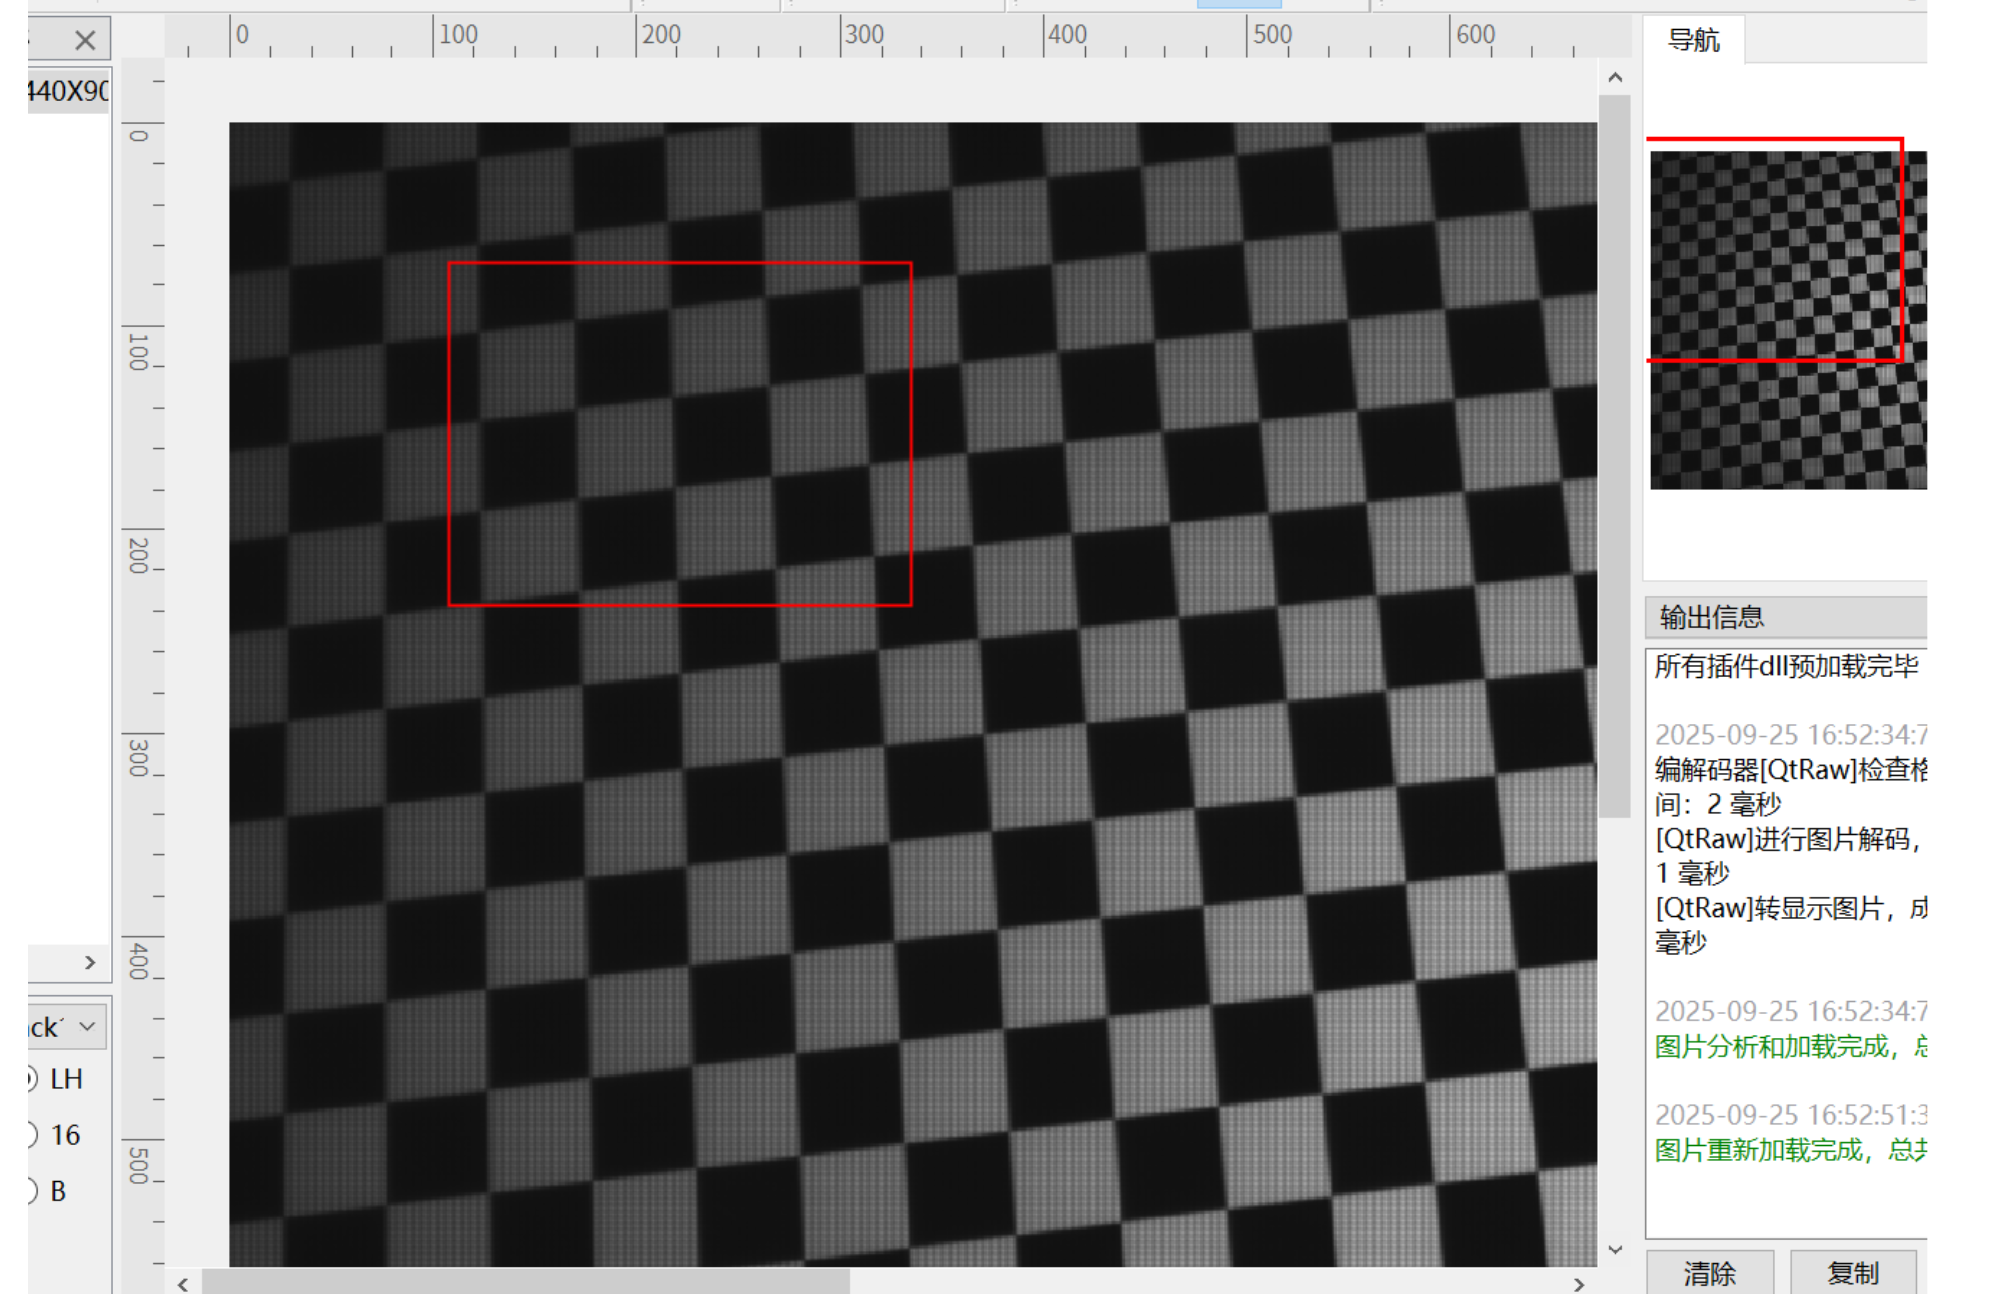 0 100 200 300 400 500 600
导航
440X90
0
100
200
300
400
500
输出信息
所有插件dll预加载完毕
2025-09-25 16:52:34:7
编解码器[QtRaw]检查格
间：2 毫秒
[QtRaw]进行图片解码，
1 毫秒
[QtRaw]转显示图片，成
毫秒
2025-09-25 16:52:34:7
图片分析和加载完成，总
2025-09-25 16:52:51:3
图片重新加载完成，总共
LH
16
B
清除
复制